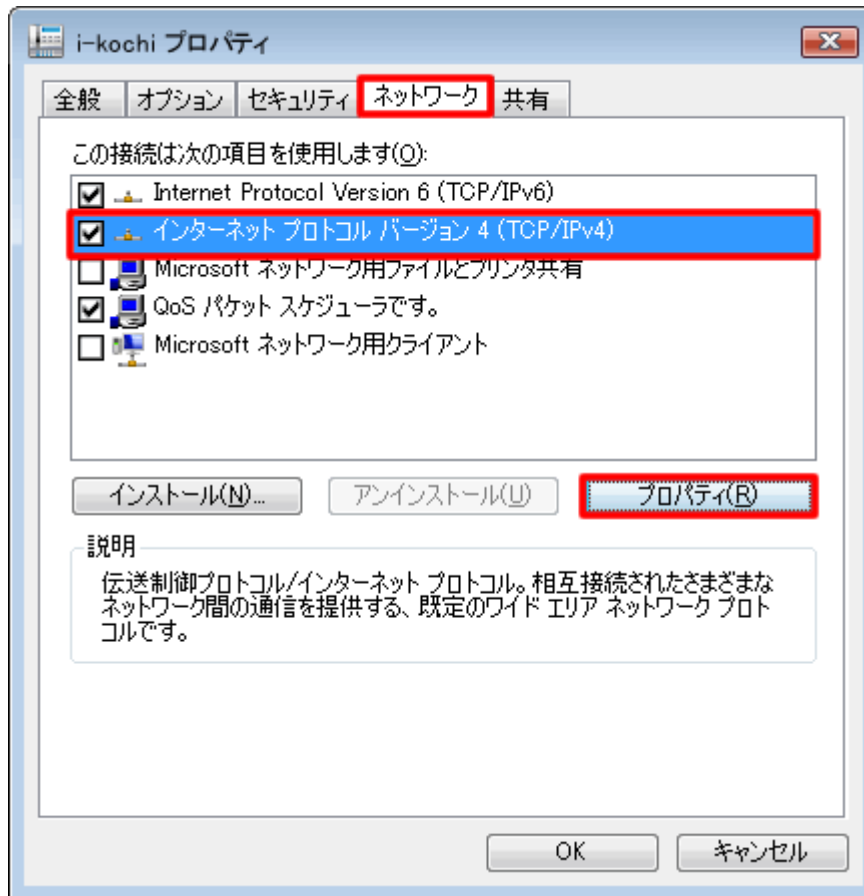 i-kochi プロパティ
全般 オプション セキュリティ ネットワーク 共有
この接続は次の項目を使用します(O):
Internet Protocol Version 6 (TCP/IPv6)
インターネット プロトコル バージョン 4 (TCP/IPv4)
Microsoft ネットワーク用ファイルとプリンタ共有
QoS パケット スケジューラです。
Microsoft ネットワーク用クライアント
インストール(N)... アンインストール(U) プロパティ(R)
説明
伝送制御プロトコル/インターネット プロトコル。相互接続されたさまざまな
ネットワーク間の通信を提供する、既定のワイド エリア ネットワーク プロト
コルです。
OK キャンセル